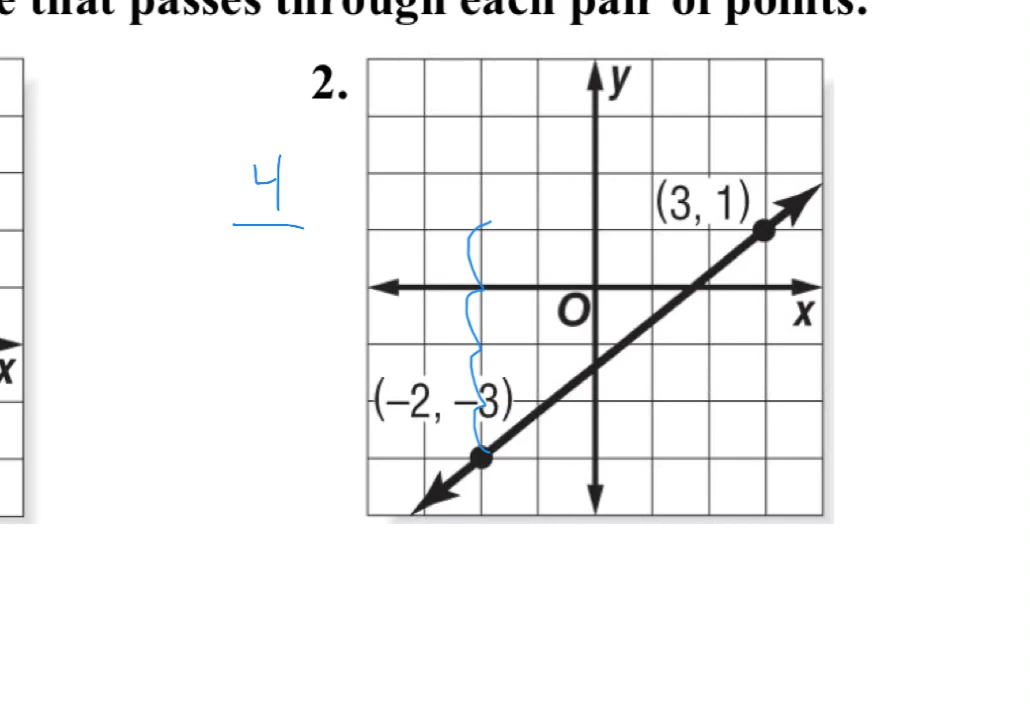 that passes through each pair of points.
2.
y
4
(3, 1)
O
x
x
(−2, −3)